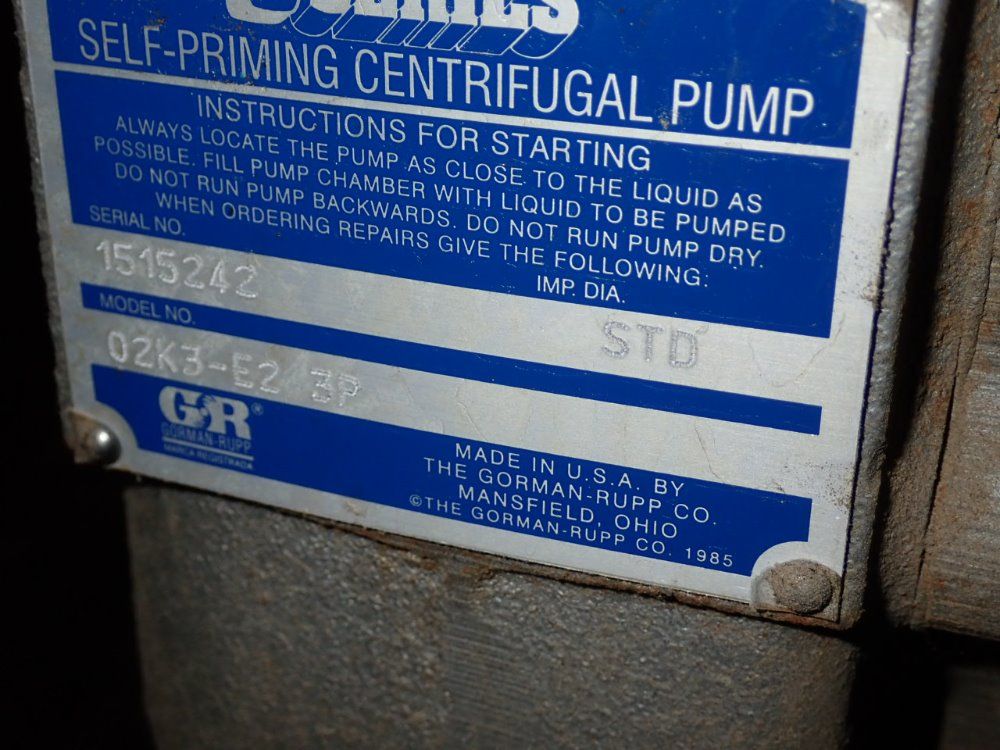 SELF-PRIMING CENTRIFUGAL PUMP
INSTRUCTIONS FOR STARTING
ALWAYS LOCATE THE PUMP AS CLOSE TO THE LIQUID AS
POSSIBLE. FILL PUMP CHAMBER WITH LIQUID TO BE PUMPED
DO NOT RUN PUMP BACKWARDS. DO NOT RUN PUMP DRY.
WHEN ORDERING REPAIRS GIVE THE FOLLOWING:
SERIAL NO.
IMP. DIA.
1515242
STD
MODEL NO.
02K3-E2 3P
G&R®
GORMAN-RUPP
MARCA REGISTRADA
MADE IN U.S.A. BY
THE GORMAN-RUPP CO.
MANSFIELD, OHIO
©THE GORMAN-RUPP CO. 1985